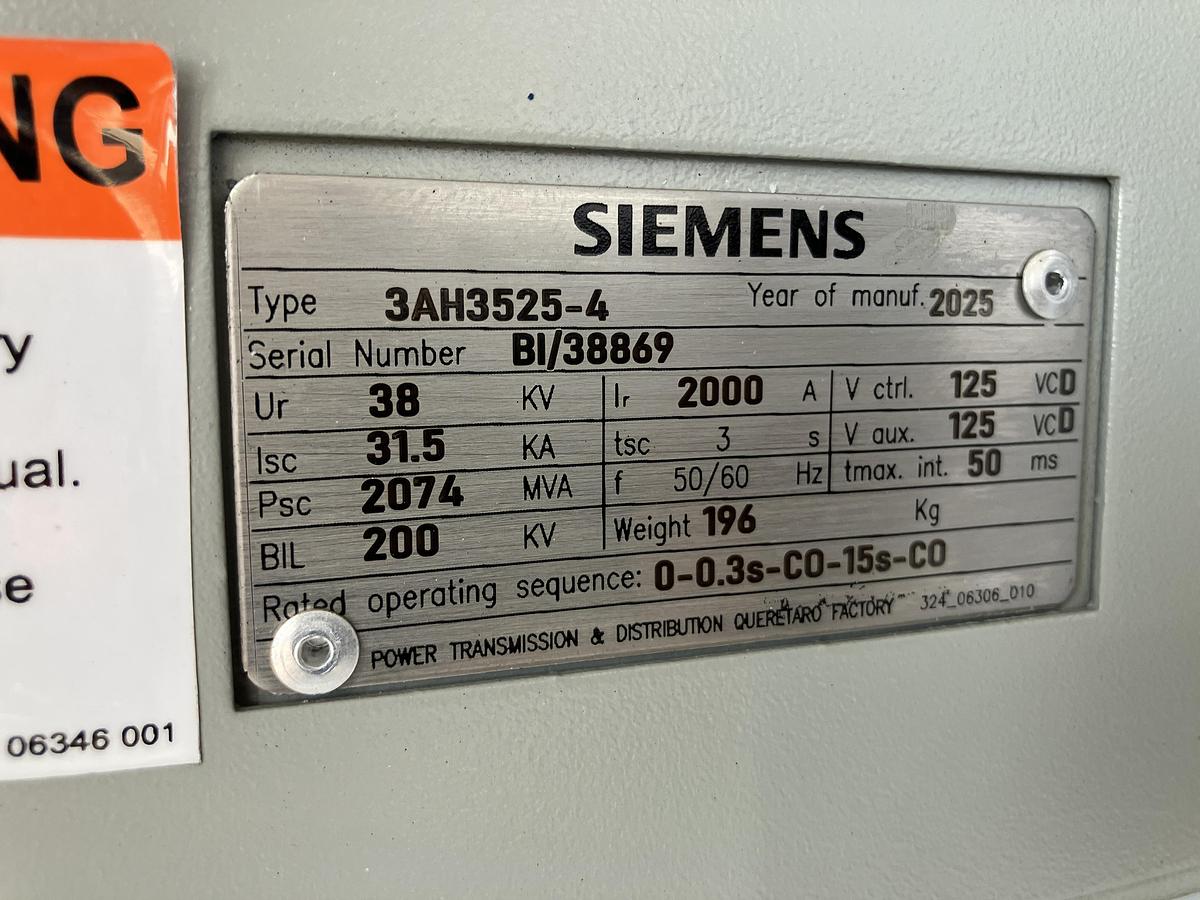 NG
ry
ual.
se
06346 001
SIEMENS
Type 3AH3525-4 Year of manuf. 2025
Serial Number BI/38869
Ur 38 KV Ir 2000 A V ctrl. 125 VCD
Isc 31.5 KA tsc 3 s V aux. 125 VCD
Psc 2074 MVA f 50/60 Hz tmax. int. 50 ms
BIL 200 KV Weight 196 Kg
Rated operating sequence: 0-0.3s-CO-15s-CO
POWER TRANSMISSION & DISTRIBUTION QUERETARO FACTORY 324_06306_010